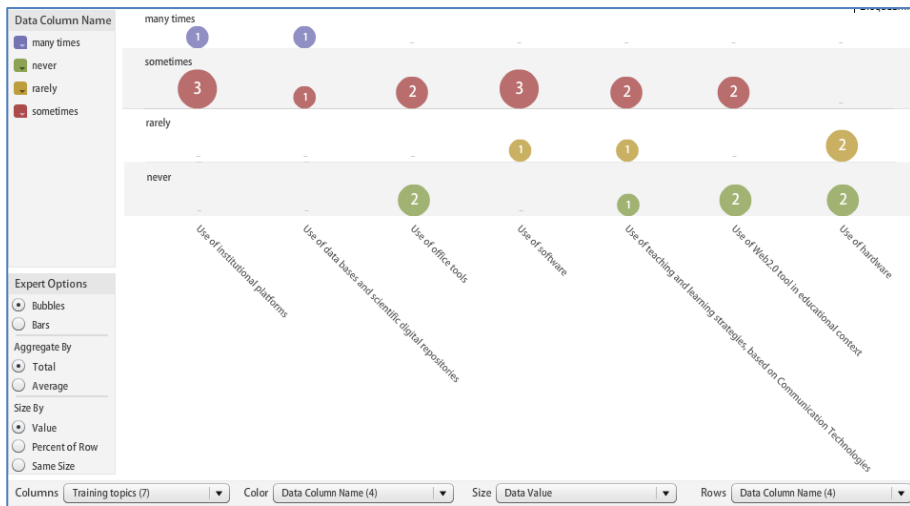 Data Column Name
many times
never
rarely
sometimes
many times
1 1 - - - - -
sometimes
3 1 2 3 2 2 -
rarely
- - - 1 1 - 2
never
- - 2 - 1 2 2
Use of institutional platforms
Use of data bases and scientific digital repositories
Use of office tools
Use of software
Use of teaching and learning strategies, based on Communication Technologies
Use of Web2.0 tool in educational context
Use of hardware
Expert Options
Bubbles
Bars
Aggregate By
Total
Average
Size By
Value
Percent of Row
Same Size
Columns Training topics (7) Color Data Column Name (4) Size Data Value Rows Data Column Name (4)